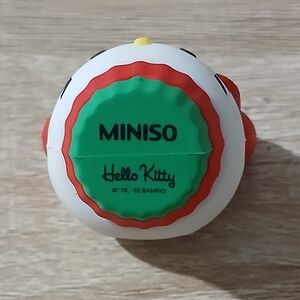 MINISO
Hello Kitty
© '76, '20 SANRIO